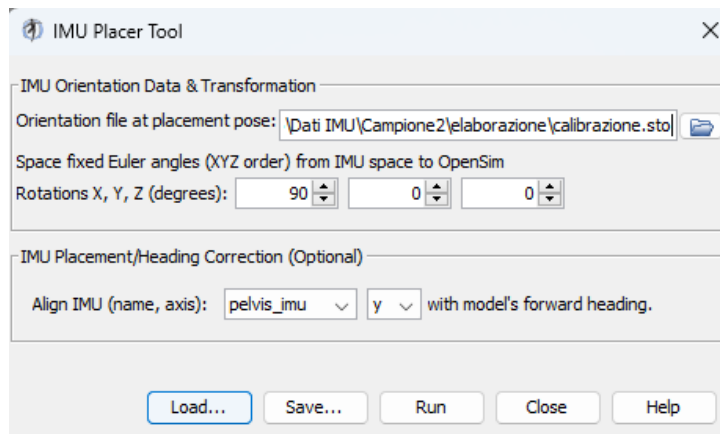 IMU Placer Tool
IMU Orientation Data & Transformation
Orientation file at placement pose: \Dati IMU\Campione2\elaborazione\calibrazione.sto
Space fixed Euler angles (XYZ order) from IMU space to OpenSim
Rotations X, Y, Z (degrees): 90 0 0
IMU Placement/Heading Correction (Optional)
Align IMU (name, axis): pelvis_imu y with model's forward heading.
Load... Save... Run Close Help